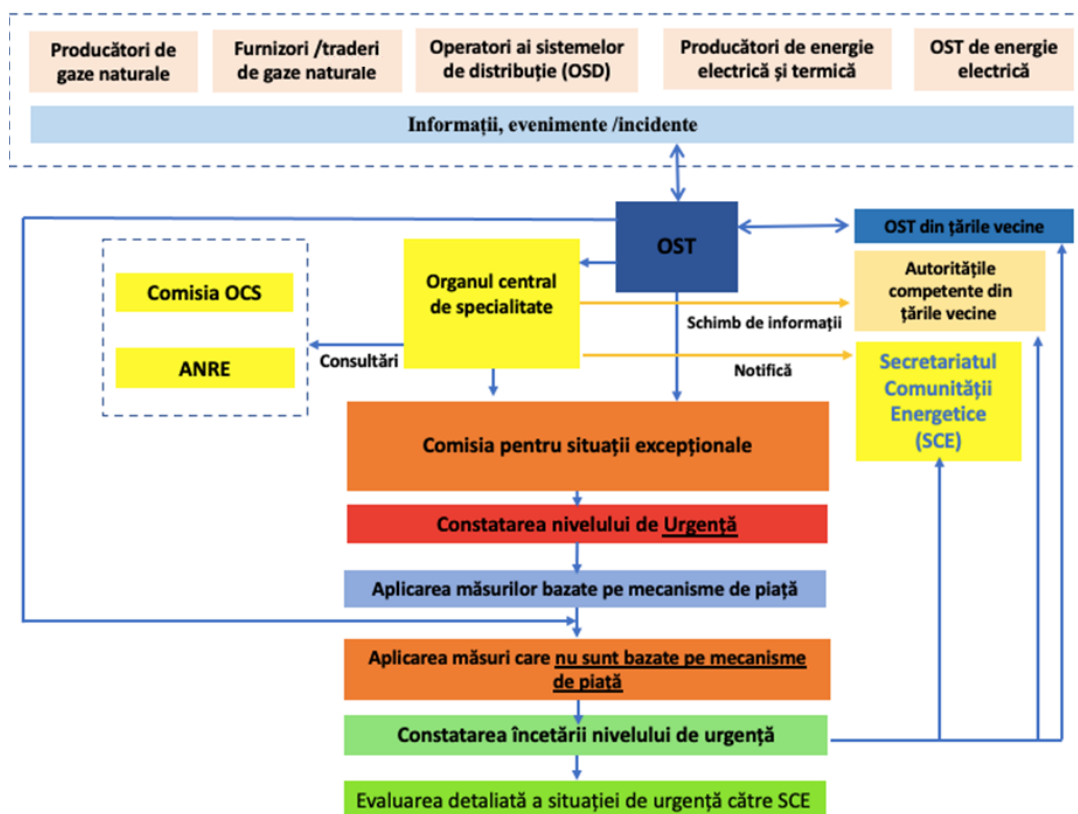 Producători de
gaze naturale
Furnizori /traderi
de gaze naturale
Operatori ai sistemelor
de distribuție (OSD)
Producători de energie
electrică și termică
OST de energie
electrică
Informații, evenimente /incidente
OST
OST din țările vecine
Organul central
de specialitate
Autoritățile
competente din
țările vecine
Comisia OCS
Schimb de informații
ANRE
Consultări
Notifică
Secretariatul
Comunității
Energetice
(SCE)
Comisia pentru situații excepționale
Constatarea nivelului de Urgență
Aplicarea măsurilor bazate pe mecanisme de piață
Aplicarea măsuri care nu sunt bazate pe mecanisme
de piață
Constatarea încetării nivelului de urgență
Evaluarea detaliată a situației de urgență către SCE